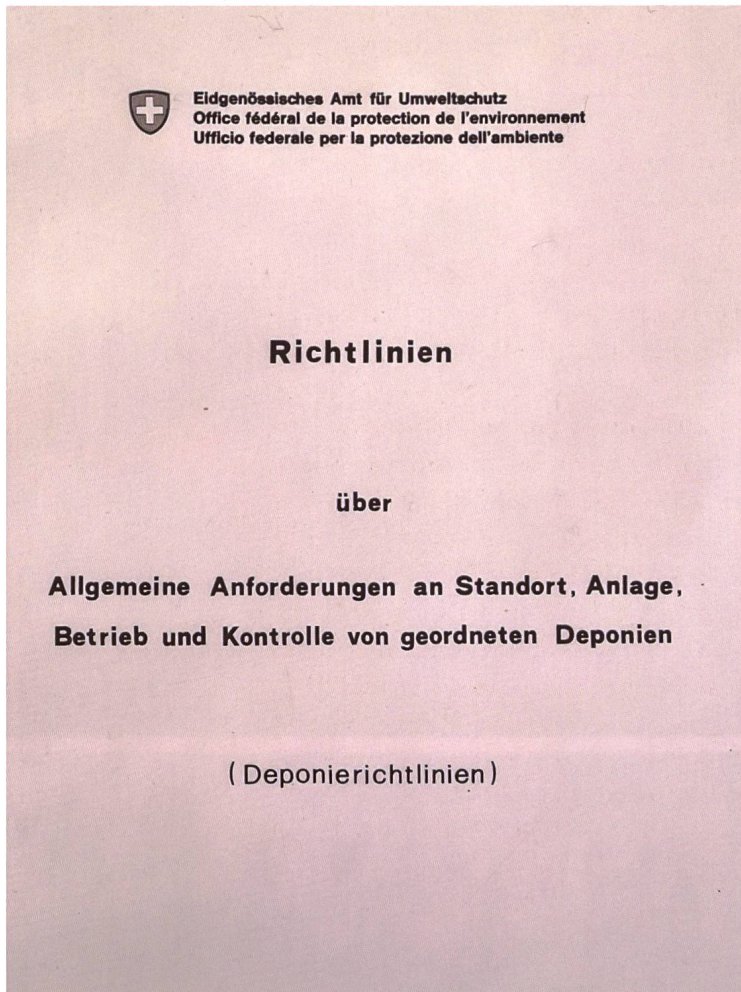 Eidgenössisches Amt für Umweltschutz
Office fédéral de la protection de l'environnement
Ufficio federale per la protezione dell'ambiente
Richtlinien
über
Allgemeine Anforderungen an Standort, Anlage,
Betrieb und Kontrolle von geordneten Deponien
(Deponierichtlinien)